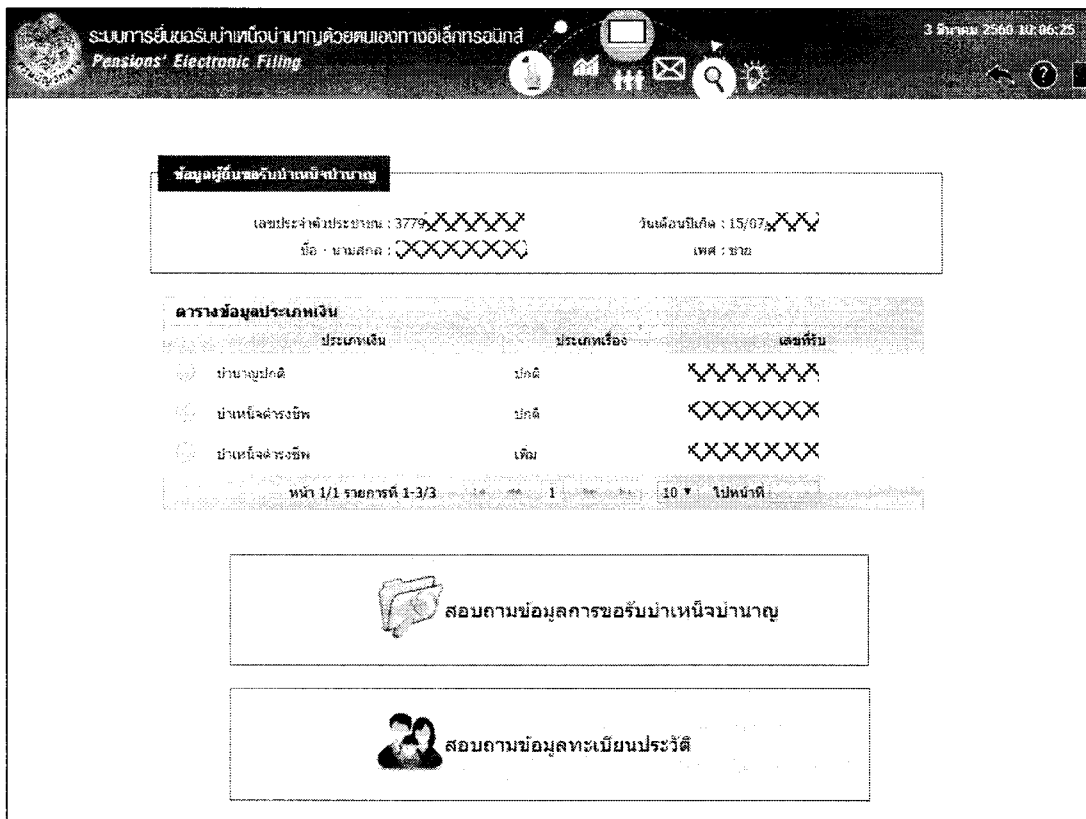 ระบบการยื่นขอรับบำเหน็จบำนาญด้วยตนเองทางอิเล็กทรอนิกส์
Pensions' Electronic Filing
3 มีนาคม 2560 10:06:25
ข้อมูลผู้ยื่นขอรับบำเหน็จบำนาญ
เลขประจำตัวประชาชน : 3779 วันเดือนปีเกิด : 15/07/
ชื่อ - นามสกุล : เพศ : ชาย
ตารางข้อมูลประเภทเงิน
ประเภทเงิน ประเภทเรื่อง เลขที่รับ
บำนาญปกติ ปกติ
บำเหน็จดำรงชีพ ปกติ
บำเหน็จดำรงชีพ เพิ่ม
หน้า 1/1 รายการที่ 1-3/3 1 10 ไปหน้าที่
สอบถามข้อมูลการขอรับบำเหน็จบำนาญ
สอบถามข้อมูลทะเบียนประวัติ